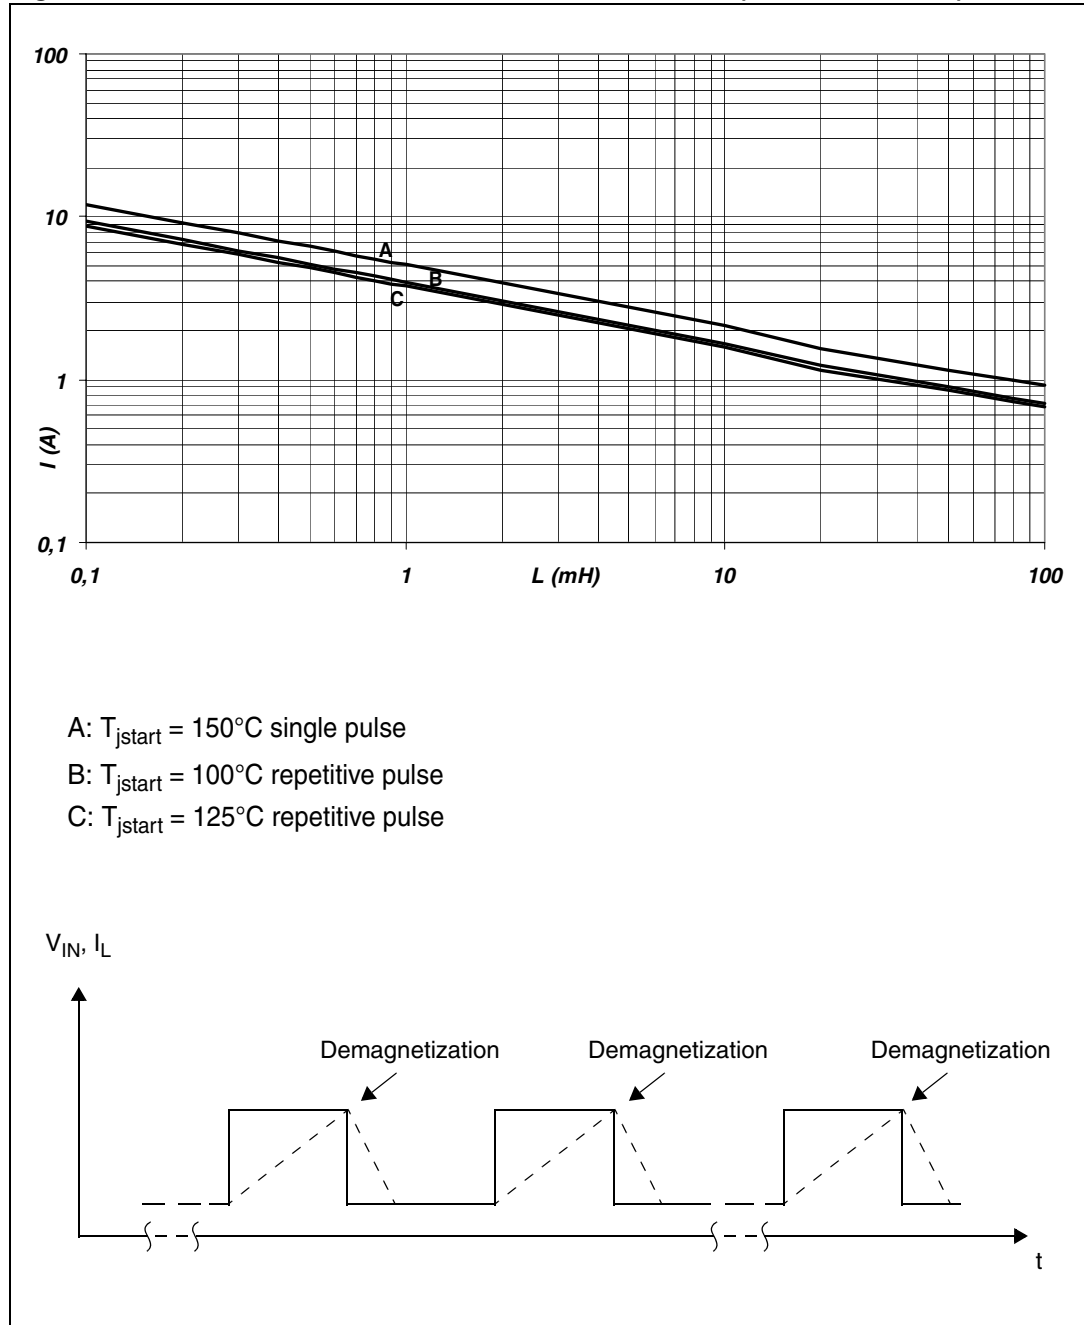 100
10
1
0,1
I (A)
A
B
C
0,1
1
L (mH)
10
100
A: Tjstart = 150°C single pulse
B: Tjstart = 100°C repetitive pulse
C: Tjstart = 125°C repetitive pulse
VIN, IL
Demagnetization
Demagnetization
Demagnetization
t